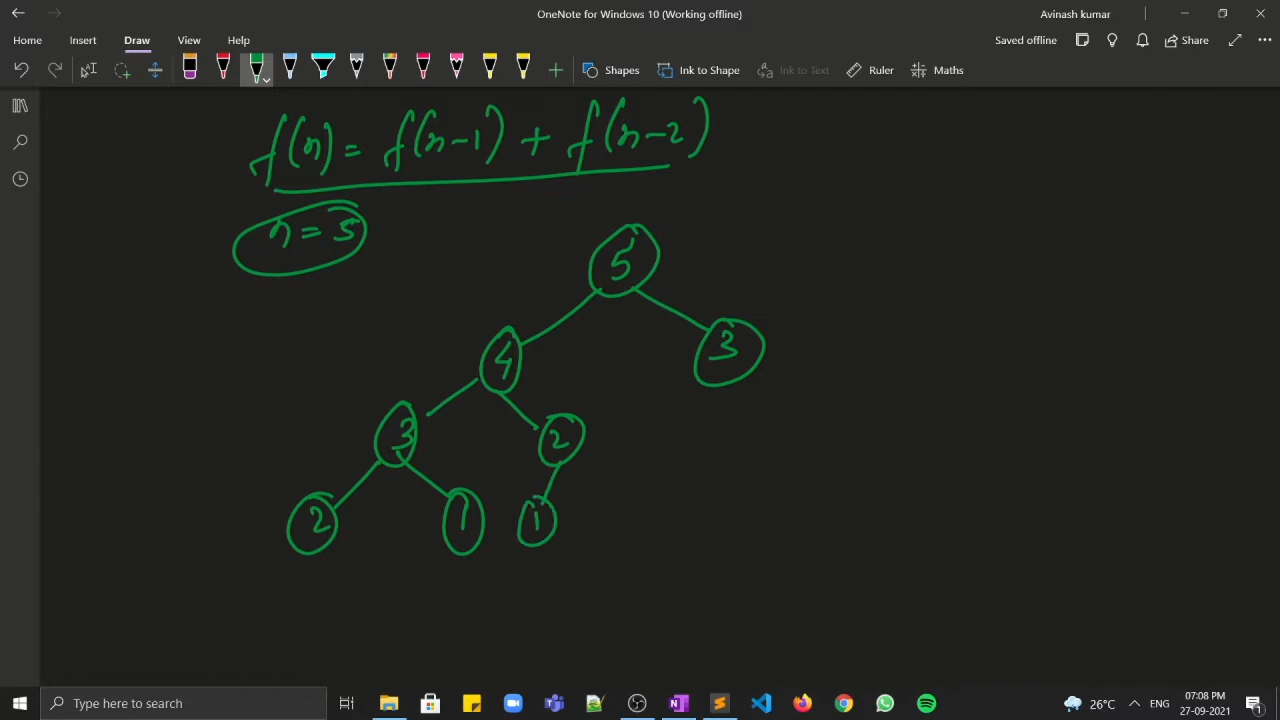 OneNote for Windows 10 (Working offline)
Avinash kumar
Home Insert Draw View Help
Saved offline
Share
Shapes
Ink to Shape
Ink to Text
Ruler
Maths
f(n) = f(n-1) + f(n-2)
n = 5
5
4
3
3
2
2
1
1
Type here to search
26°C
ENG
07:08 PM
27-09-2021
1